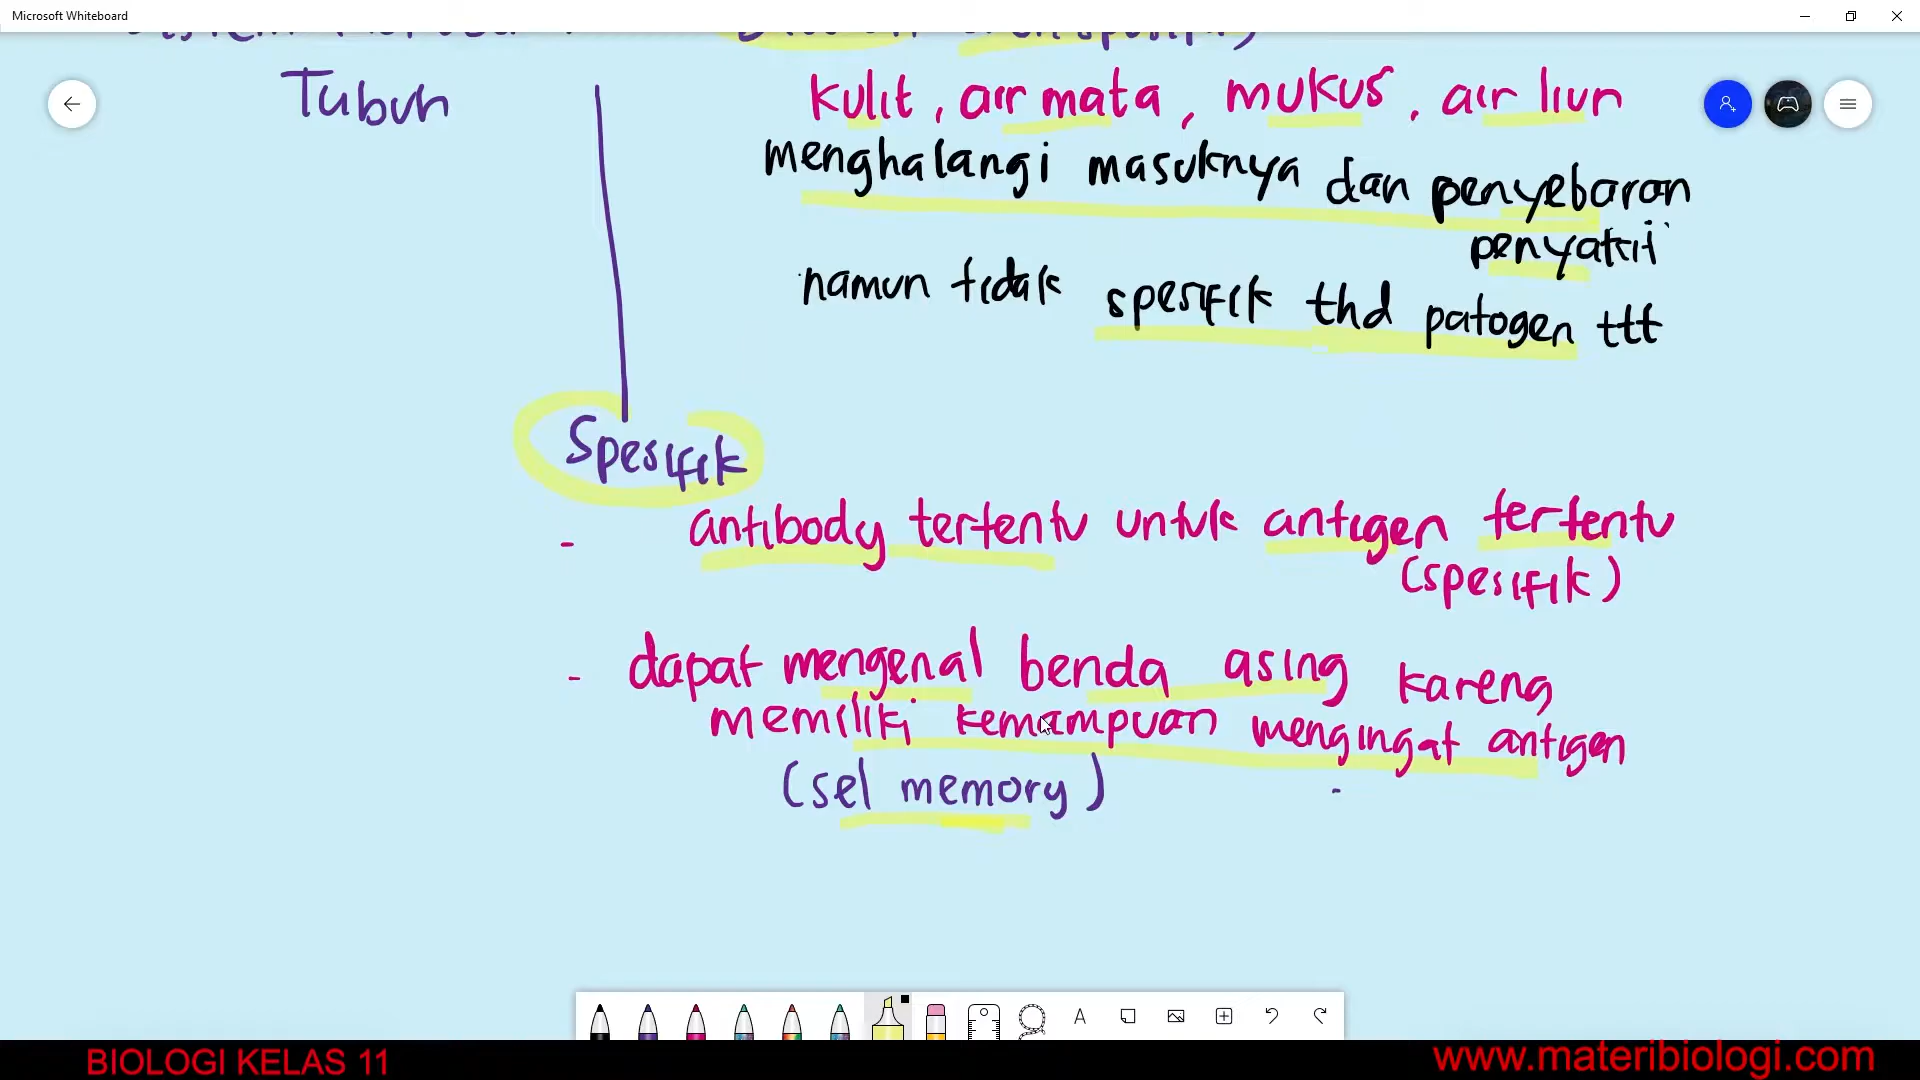 Microsoft Whiteboard
Tubuh
kulit, air mata, mukus, air liur
menghalangi masuknya dan penyebaran
penyakit
namun tidak spesifik thd patogen ttt
Spesifik
- antibody tertentu untuk antigen tertentu
(spesifik)
- dapat mengenal benda asing karena
memiliki kemampuan mengingat antigen
(sel memory)
BIOLOGI KELAS 11
www.materibiologi.com